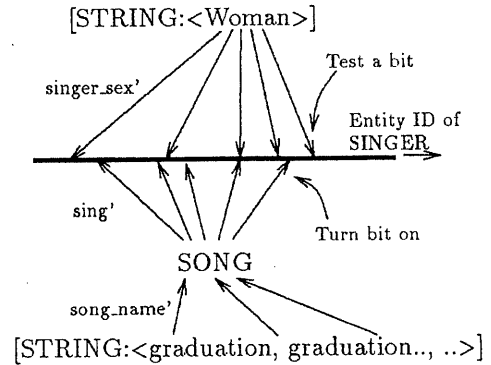 [STRING:<Woman>]
Test a bit
singer_sex'
Entity ID of
SINGER
sing'
Turn bit on
SONG
song_name'
[STRING:<graduation, graduation.., ..>]